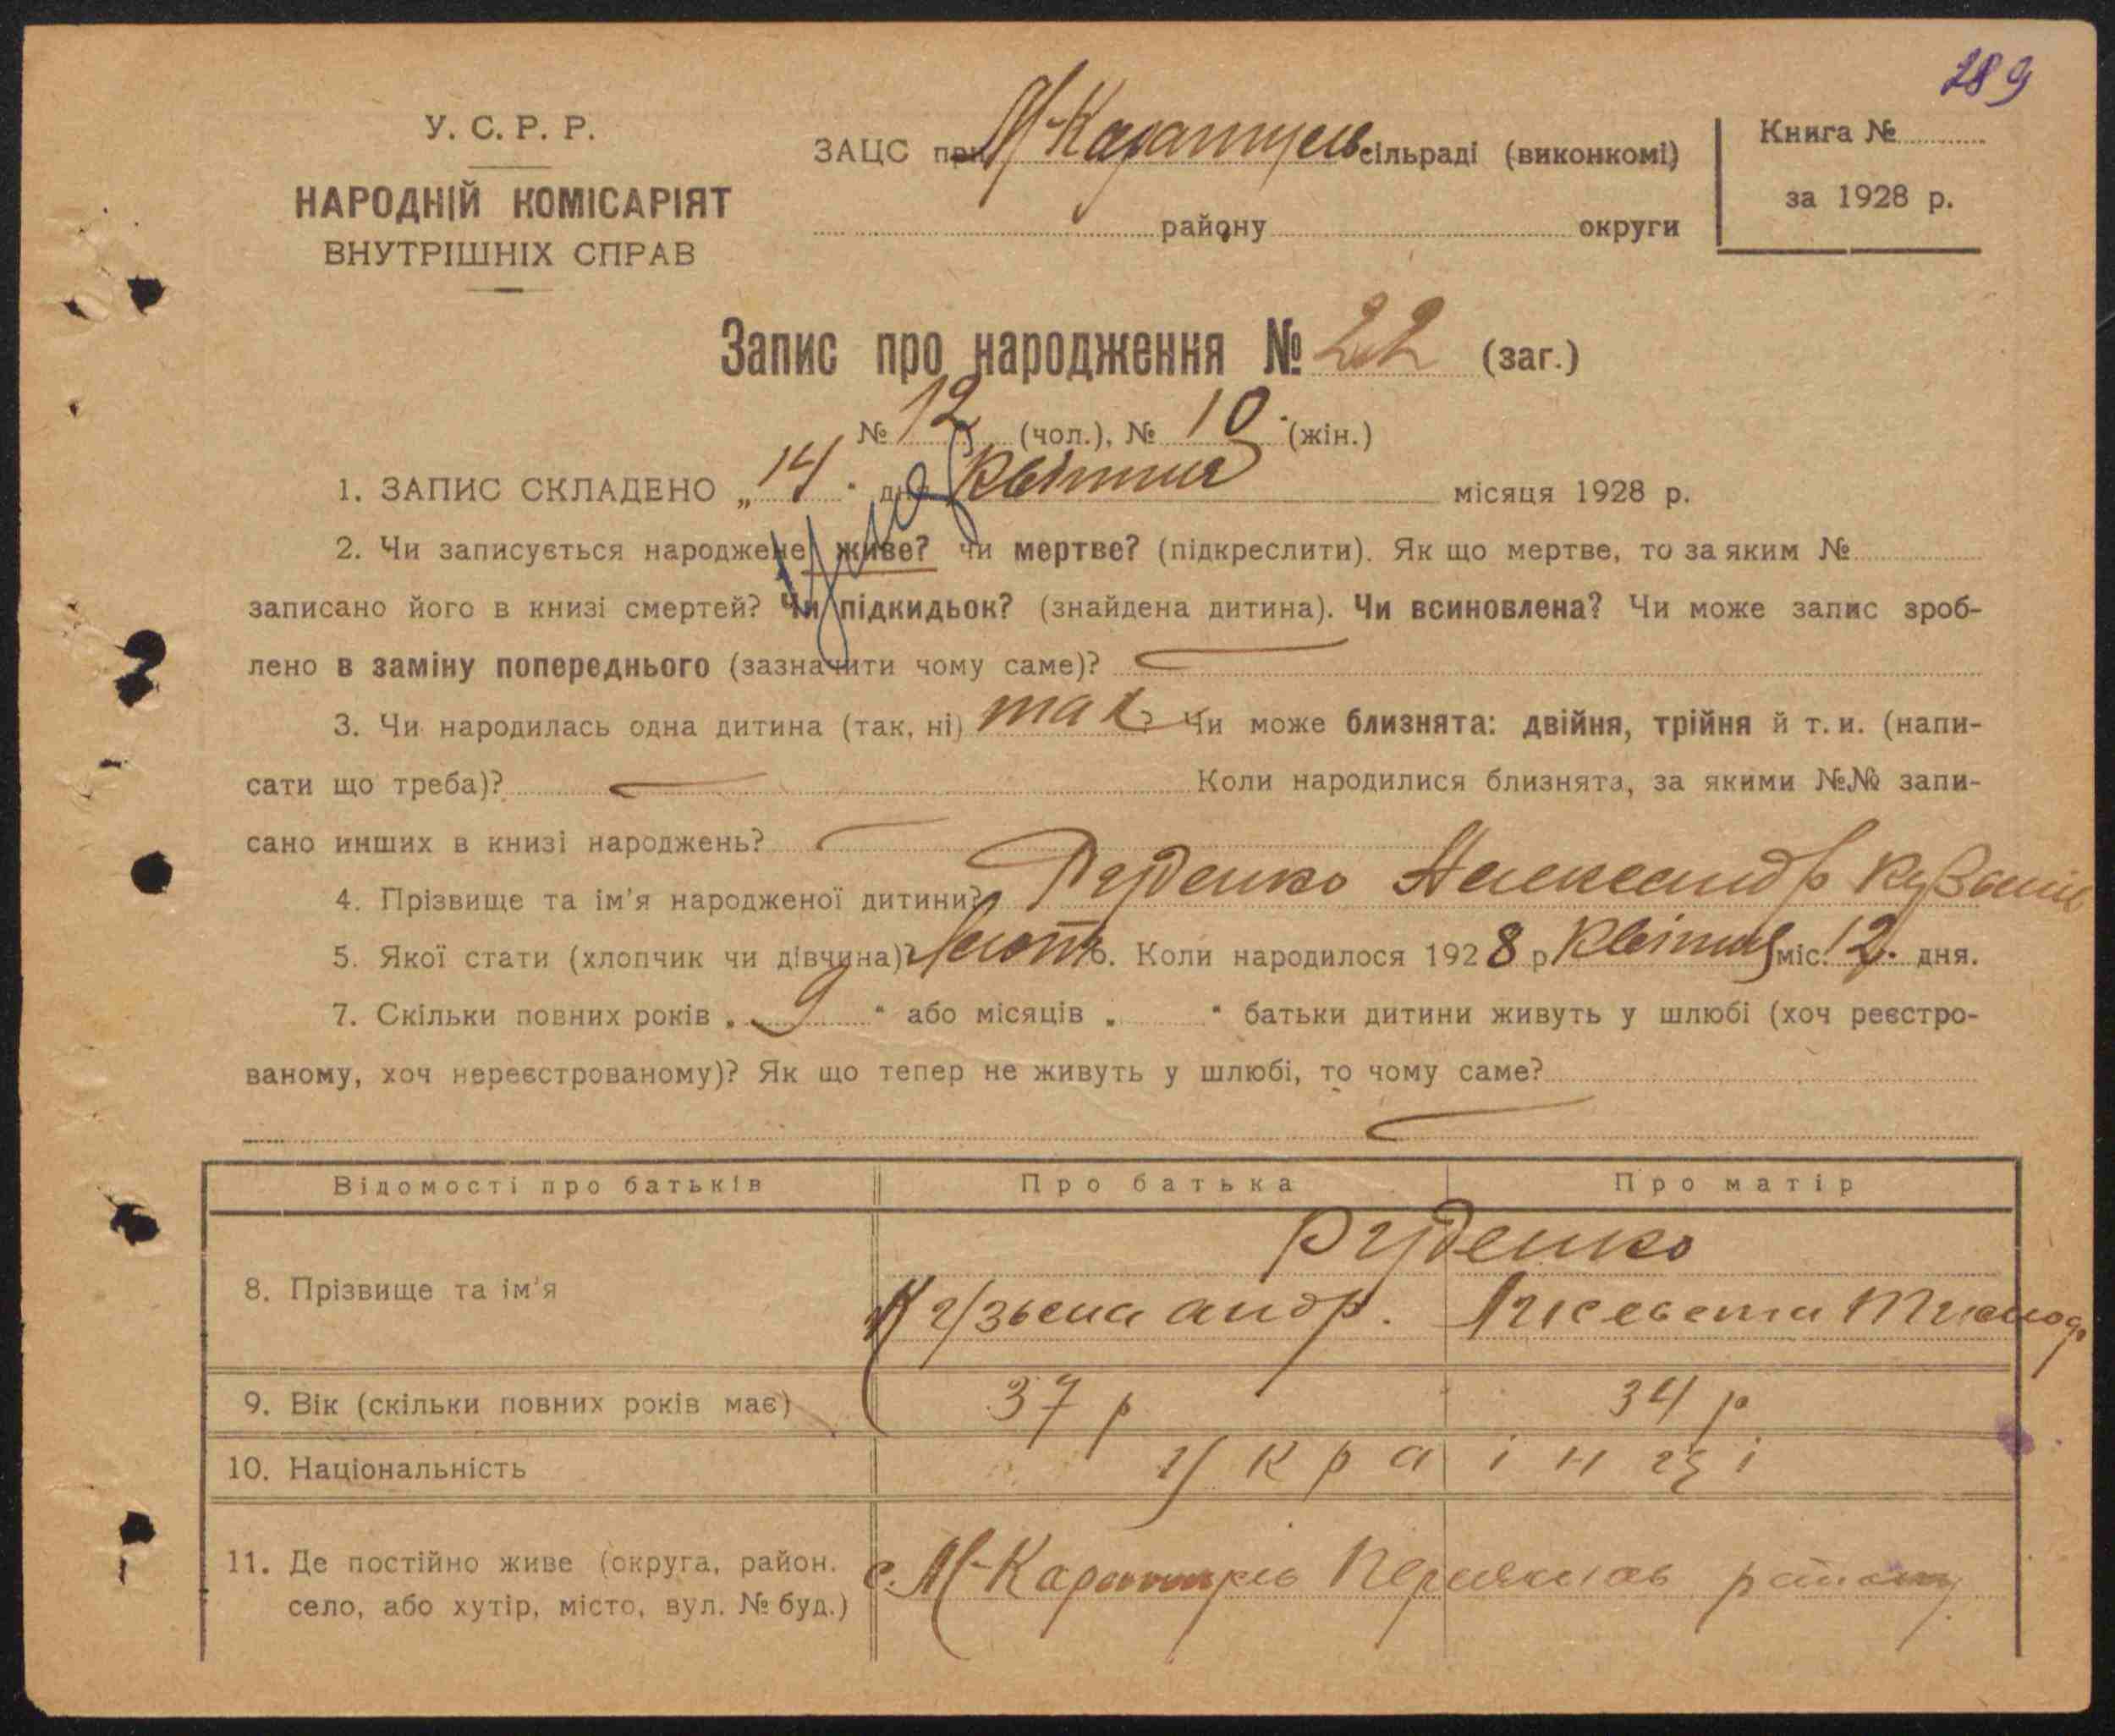 289
У. С. Р. Р.
НАРОДНІЙ КОМІСАРІЯТ
ВНУТРІШНІХ СПРАВ
ЗАЦС при М-Каратуль сільраді (виконкомі)
району округи
Книга №
за 1928 р.
Запис про народження № 22 (заг.)
№ 12 (чол.), № 10 (жін.)
1. ЗАПИС СКЛАДЕНО „ 14 " дня квітня місяця 1928 р.
2. Чи записується народжене живе? чи мертве? (підкреслити). Як що мертве, то за яким №
записано його в книзі смертей? Чи підкидьок? (знайдена дитина). Чи всиновлена? Чи може запис зроб-
лено в заміну попереднього (зазначити чому саме)?
3. Чи народилась одна дитина (так, ні) так ? Чи може близнята: двійня, трійня й т. и. (напи-
сати що треба)? Коли народилися близнята, за якими №№ запи-
сано инших в книзі народжень?
4. Прізвище та ім'я народженої дитини? Руденко Александр
5. Якої стати (хлопчик чи дівчина)? 6. Коли народилося 1928 р. квітня міс. 12. дня.
7. Скільки повних років „ 9 " або місяців „ " батьки дитини живуть у шлюбі (хоч реєстро-
ваному, хоч нереєстрованому)? Як що тепер не живуть у шлюбі, то чому саме?
Відомості про батьків Про батька Про матір
8. Прізвище та ім'я Руденко
Кузьма андр. Лисавета
9. Вік (скільки повних років має) 37 р 34 р
10. Національність українці
11. Де постійно живе (округа, район,
село, або хутір, місто, вул. № буд.) с. М-Каратуль району